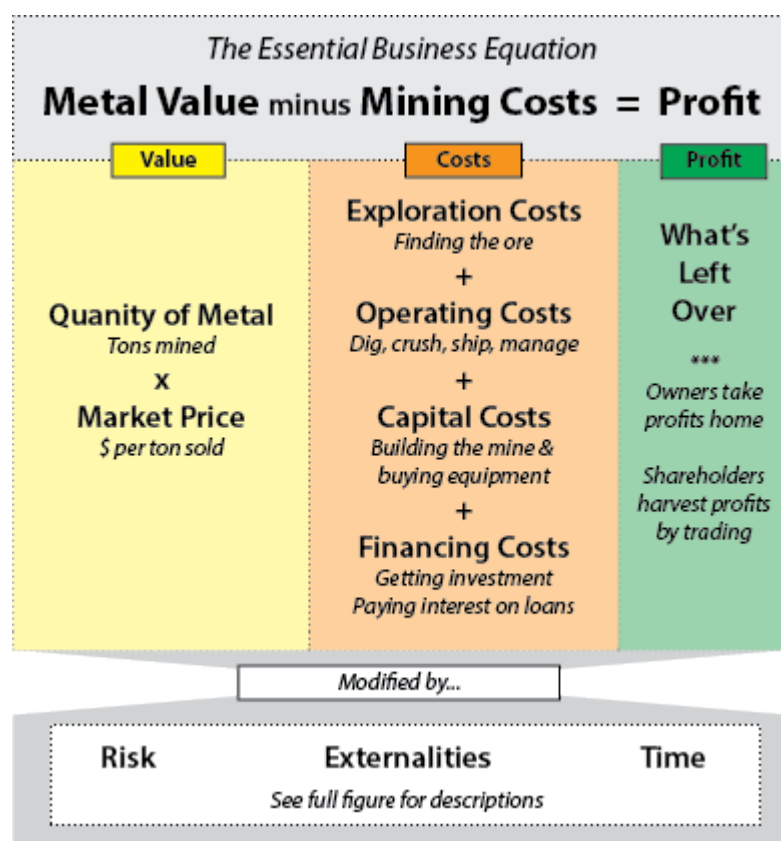 The Essential Business Equation
Metal Value minus Mining Costs = Profit
Value
Quanity of Metal
Tons mined
x
Market Price
$ per ton sold
Costs
Exploration Costs
Finding the ore
+
Operating Costs
Dig, crush, ship, manage
+
Capital Costs
Building the mine &
buying equipment
+
Financing Costs
Getting investment
Paying interest on loans
Profit
What's
Left
Over
***
Owners take
profits home
Shareholders
harvest profits
by trading
Modified by...
Risk Externalities Time
See full figure for descriptions